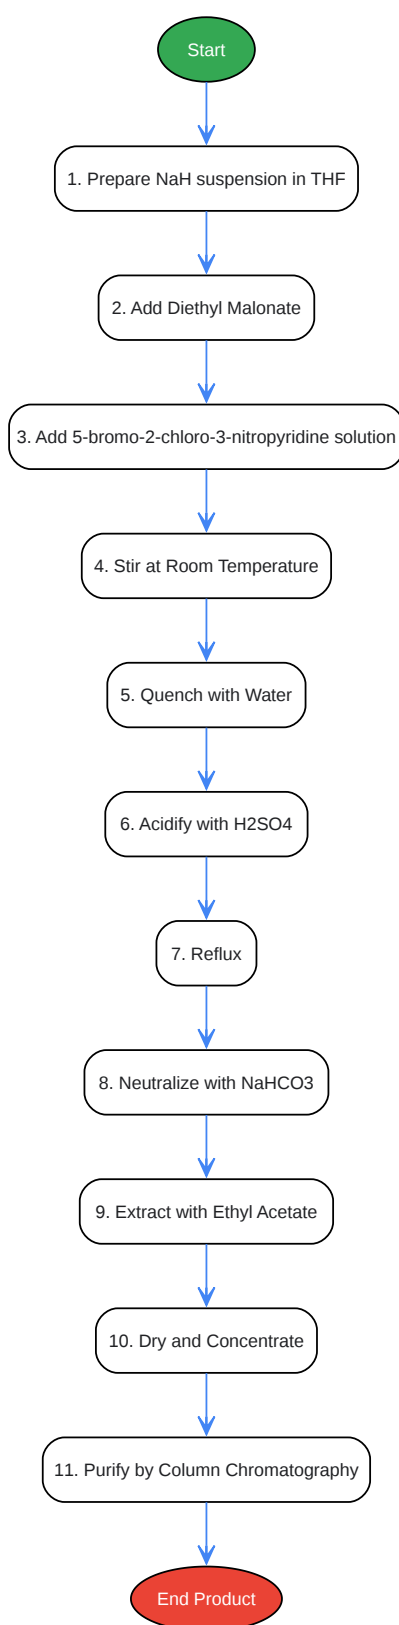 Start
1. Prepare NaH suspension in THF
2. Add Diethyl Malonate
3. Add 5-bromo-2-chloro-3-nitropyridine solution
4. Stir at Room Temperature
5. Quench with Water
6. Acidify with H2SO4
7. Reflux
8. Neutralize with NaHCO3
9. Extract with Ethyl Acetate
10. Dry and Concentrate
11. Purify by Column Chromatography
End Product